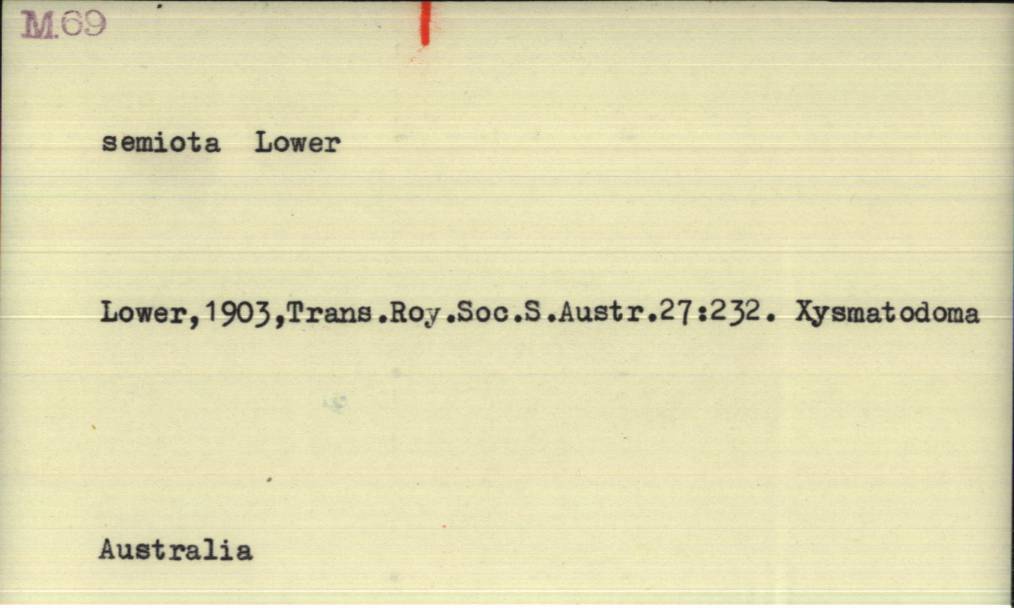 M.69
semiota Lower
Lower,1903,Trans.Roy.Soc.S.Austr.27:232. Xysmatodoma
Australia